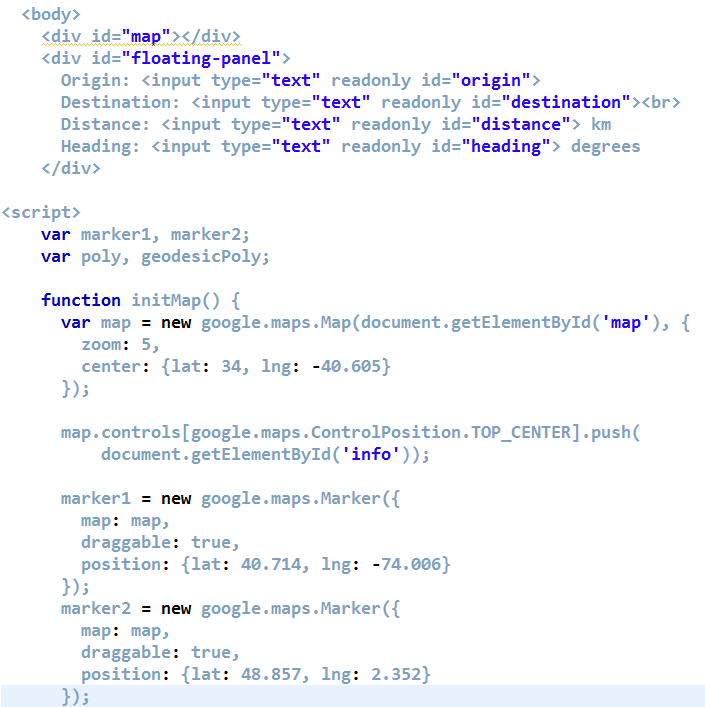 <body>
<div id="map"></div>
<div id="floating-panel">
Origin: <input type="text" readonly id="origin">
Destination: <input type="text" readonly id="destination"><br>
Distance: <input type="text" readonly id="distance"> km
Heading: <input type="text" readonly id="heading"> degrees
</div>
<script>
var marker1, marker2;
var poly, geodesicPoly;
function initMap() {
var map = new google.maps.Map(document.getElementById('map'), {
zoom: 5,
center: {lat: 34, lng: -40.605}
});
map.controls[google.maps.ControlPosition.TOP_CENTER].push(
document.getElementById('info'));
marker1 = new google.maps.Marker({
map: map,
draggable: true,
position: {lat: 40.714, lng: -74.006}
});
marker2 = new google.maps.Marker({
map: map,
draggable: true,
position: {lat: 48.857, lng: 2.352}
});